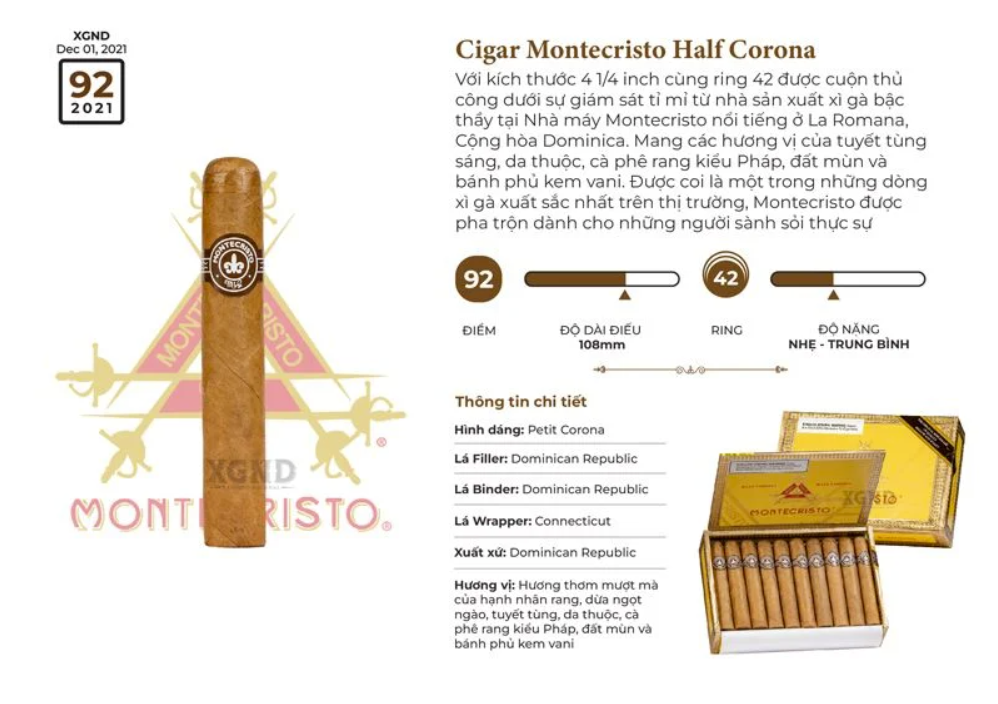 XGND
Dec 01, 2021
92
2021
Cigar Montecristo Half Corona
Với kích thước 4 1/4 inch cùng ring 42 được cuộn thủ
công dưới sự giám sát tỉ mỉ từ nhà sản xuất xì gà bậc
thầy tại Nhà máy Montecristo nổi tiếng ở La Romana,
Cộng hòa Dominica. Mang các hương vị của tuyết tùng
sáng, da thuộc, cà phê rang kiểu Pháp, đất mùn và
bánh phủ kem vani. Được coi là một trong những dòng
xì gà xuất sắc nhất trên thị trường, Montecristo được
pha trộn dành cho những người sành sỏi thực sự
92
42
ĐIỂM
ĐỘ DÀI ĐIẾU
108mm
RING
ĐỘ NẶNG
NHẸ - TRUNG BÌNH
Thông tin chi tiết
Hình dáng: Petit Corona
Lá Filler: Dominican Republic
Lá Binder: Dominican Republic
Lá Wrapper: Connecticut
Xuất xứ: Dominican Republic
Hương vị: Hương thơm mượt mà
của hạnh nhân rang, dừa ngọt
ngào, tuyết tùng, da thuộc, cà
phê rang kiểu Pháp, đất mùn và
bánh phủ kem vani
MONTECRISTO
MONT RISTO
XGND
MONT RISTO®
MONTECRISTO
XG STO